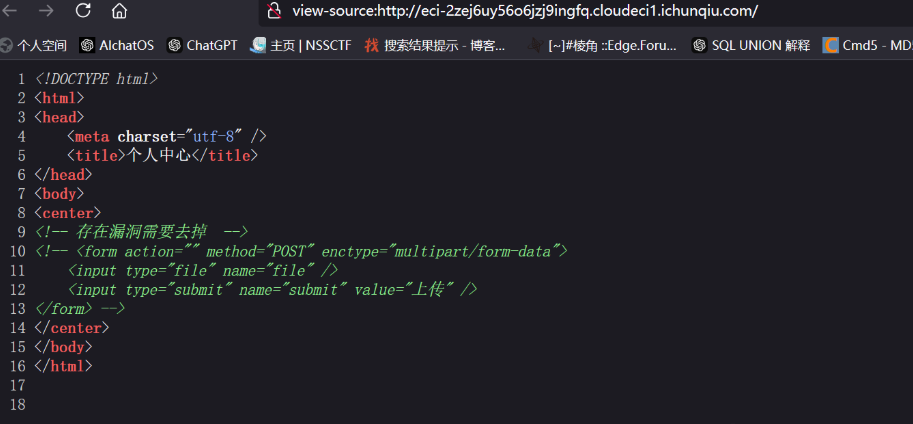 view-source:http://eci-2zej6uy56o6jzj9ingfq.cloudeci1.ichunqiu.com/
个人空间 AIchatOS ChatGPT 主页 | NSSCTF 找 搜索结果提示 - 博客... [~]#棱角 ::Edge.Foru... SQL UNION 解释 Cmd5 - MD
1 <!DOCTYPE html>
2 <html>
3 <head>
4 <meta charset="utf-8" />
5 <title>个人中心</title>
6 </head>
7 <body>
8 <center>
9 <!-- 存在漏洞需要去掉 -->
10 <!-- <form action="" method="POST" enctype="multipart/form-data">
11 <input type="file" name="file" />
12 <input type="submit" name="submit" value="上传" />
13 </form> -->
14 </center>
15 </body>
16 </html>
17
18